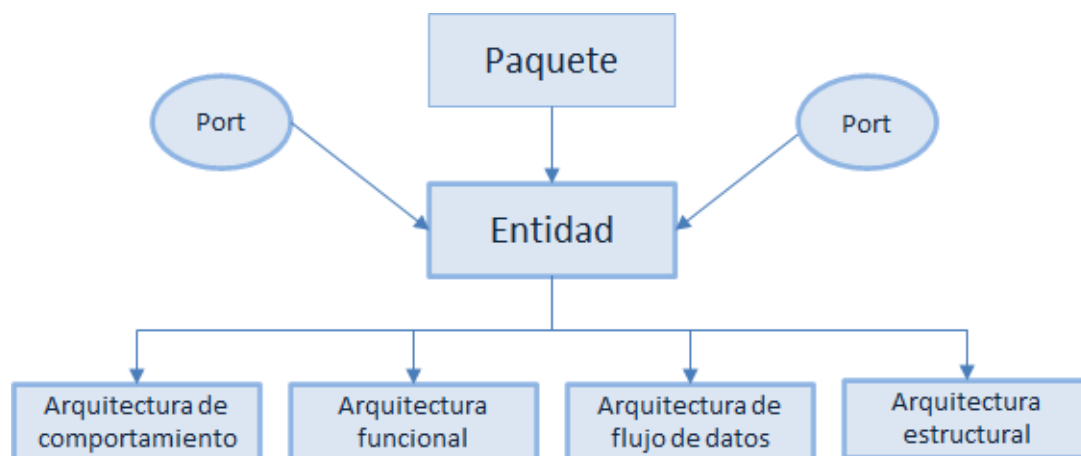 Paquete
Port
Port
Entidad
Arquitectura de
comportamiento
Arquitectura
funcional
Arquitectura de
flujo de datos
Arquitectura
estructural